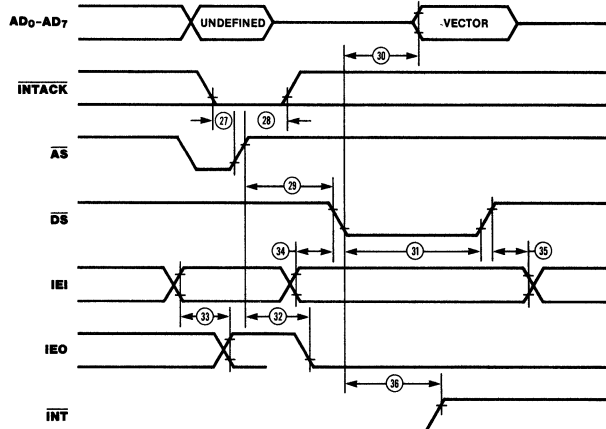 AD0-AD7
UNDEFINED
VECTOR
30
INTACK
27
28
AS
29
DS
34
31
35
IEI
33
32
IEO
36
INT